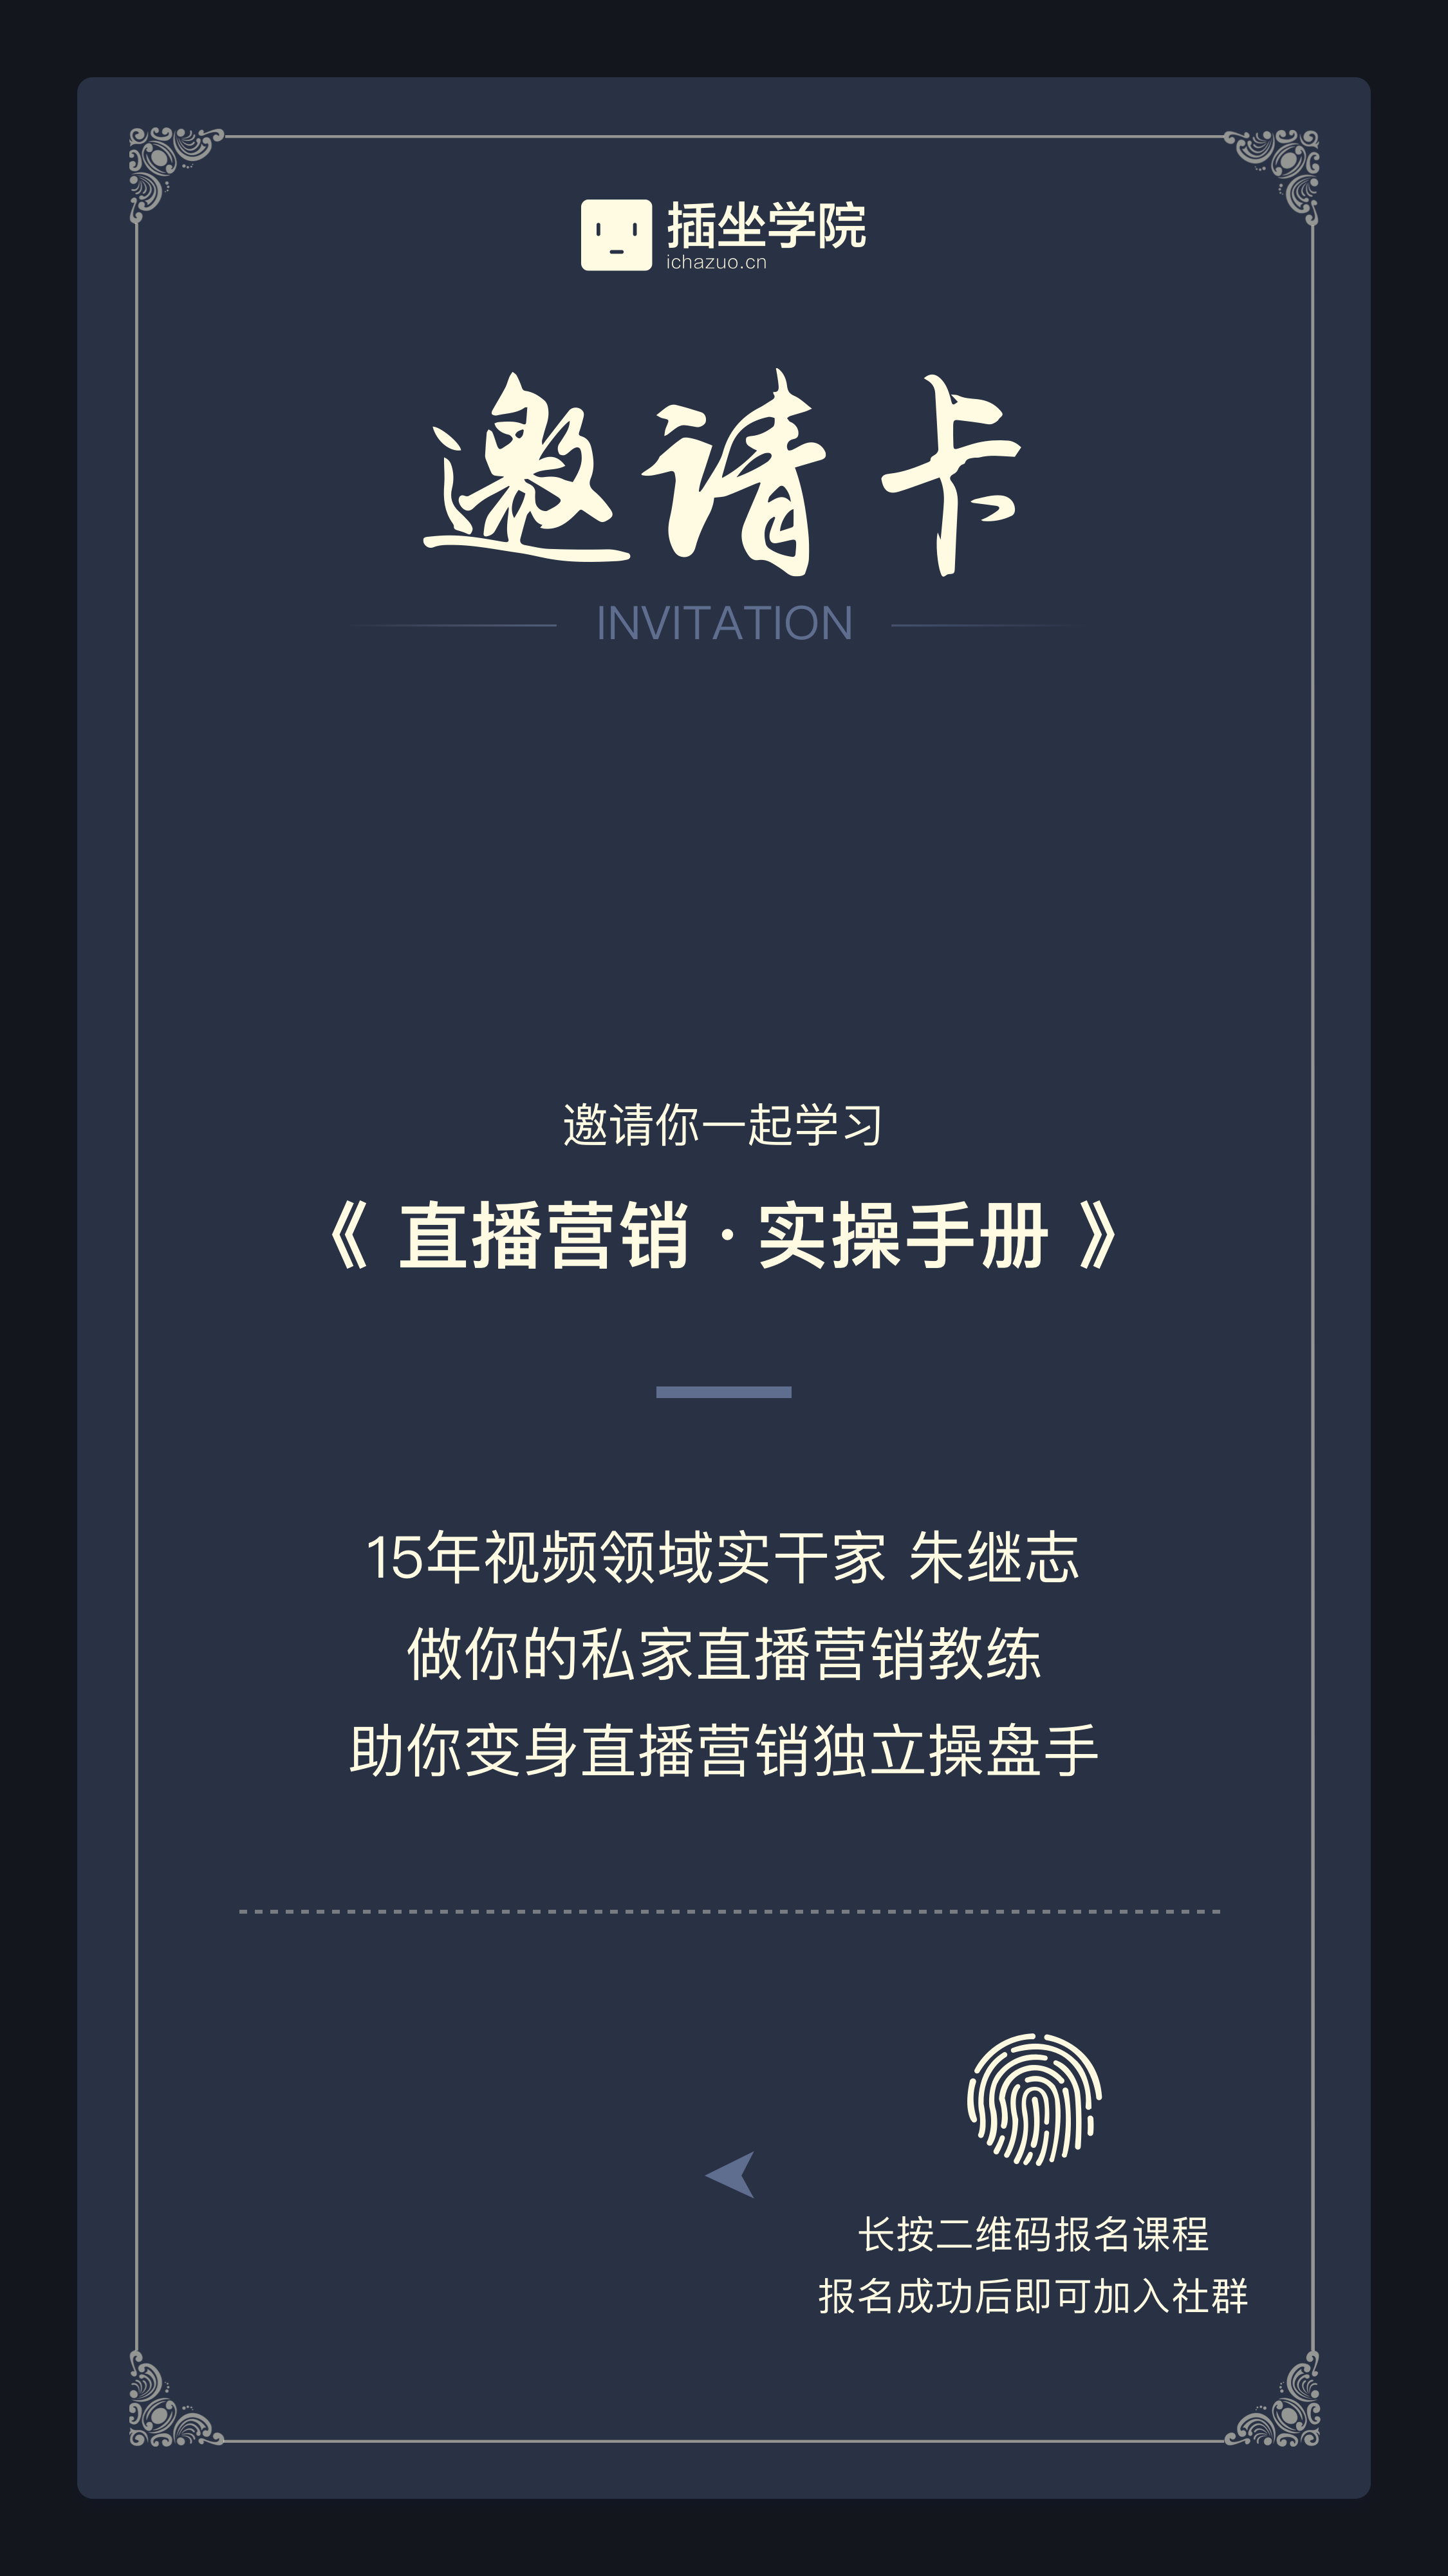 插坐学院
ichazuo.cn
邀请卡
INVITATION
邀请你一起学习
《 直播营销 · 实操手册 》
15年视频领域实干家 朱继志
做你的私家直播营销教练
助你变身直播营销独立操盘手
长按二维码报名课程
报名成功后即可加入社群